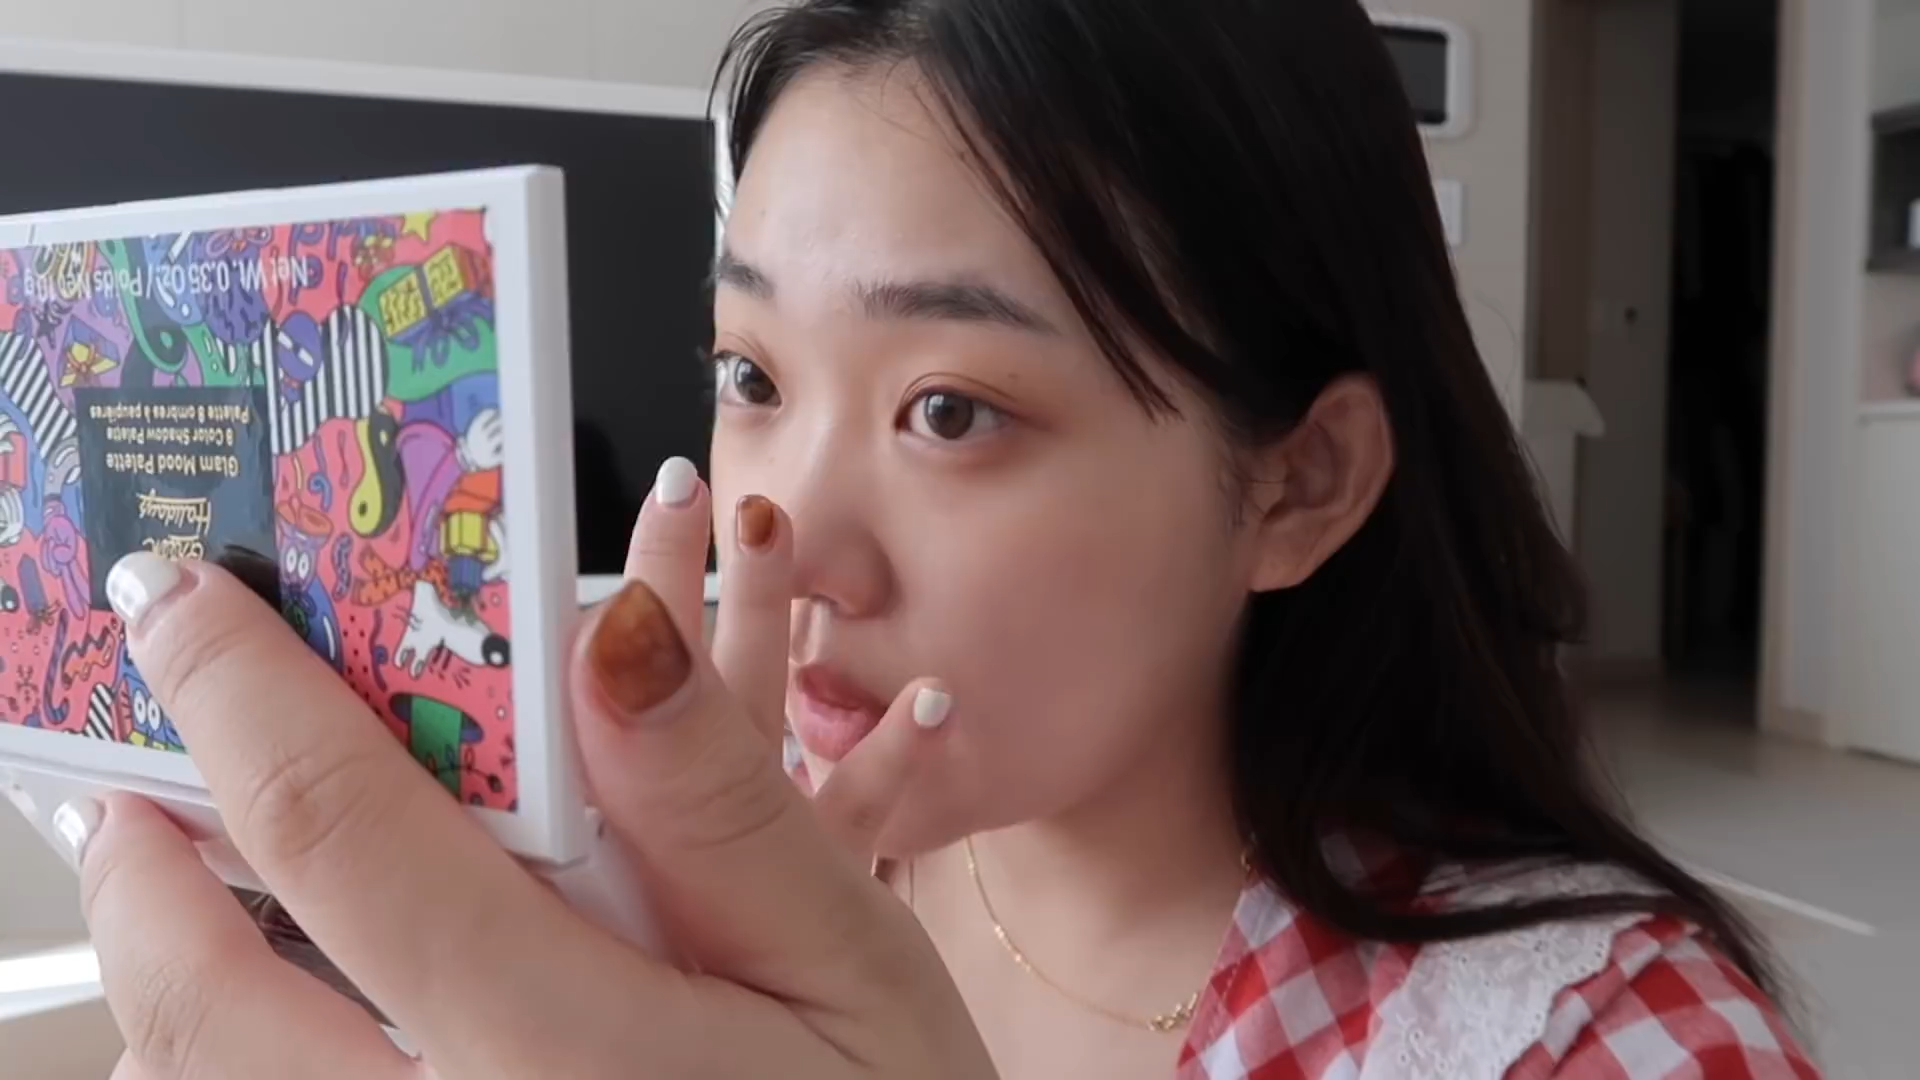 Holidays
Glam Mood Palette
8 Color Shadow Palette
Palette 8 ombres à paupières
Net Wt. 0.35 Oz. / Poids Net 10 g